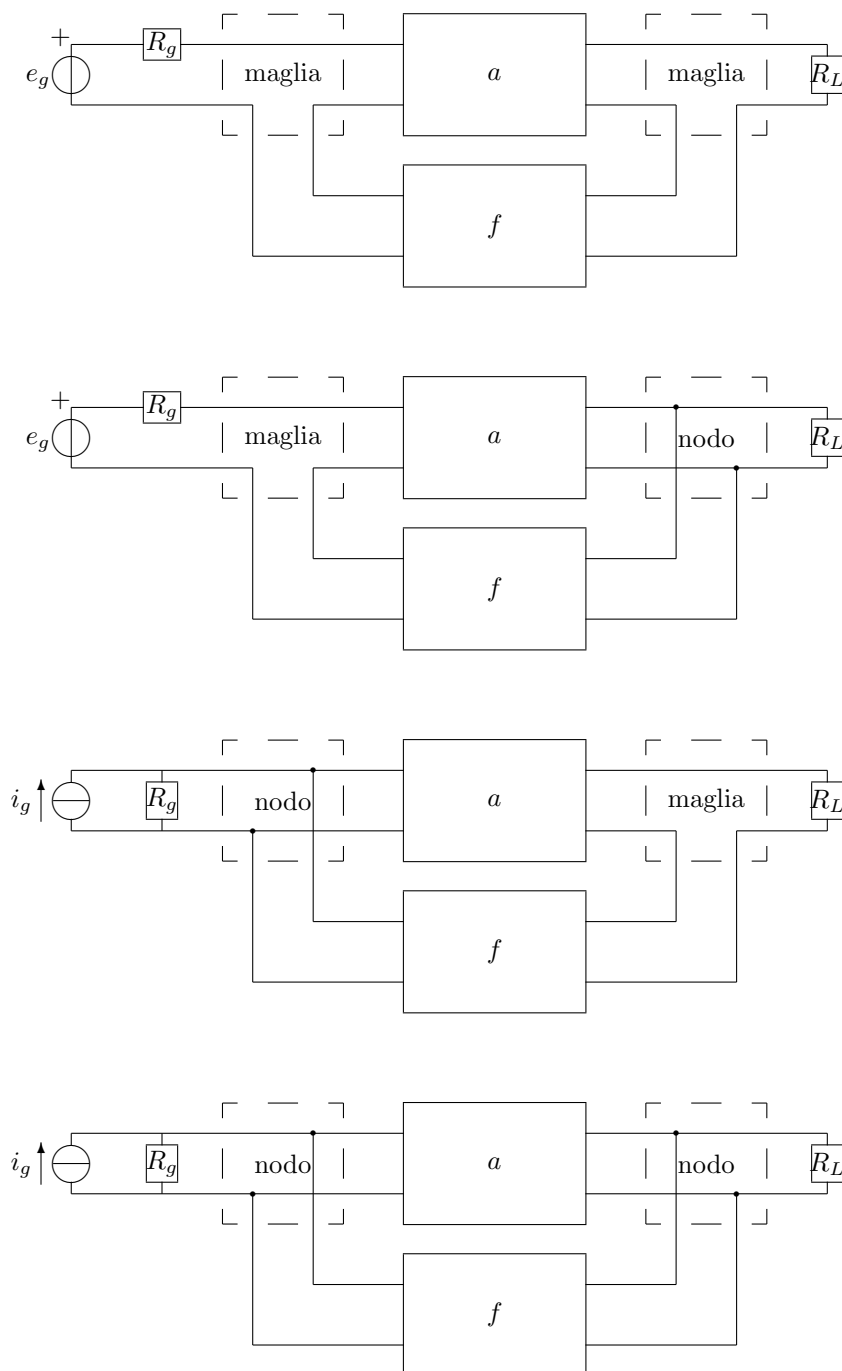 + R_g
e_g maglia a maglia R_L
f
+ R_g
e_g maglia a nodo R_L
f
i_g R_g nodo a maglia R_L
f
i_g R_g nodo a nodo R_L
f